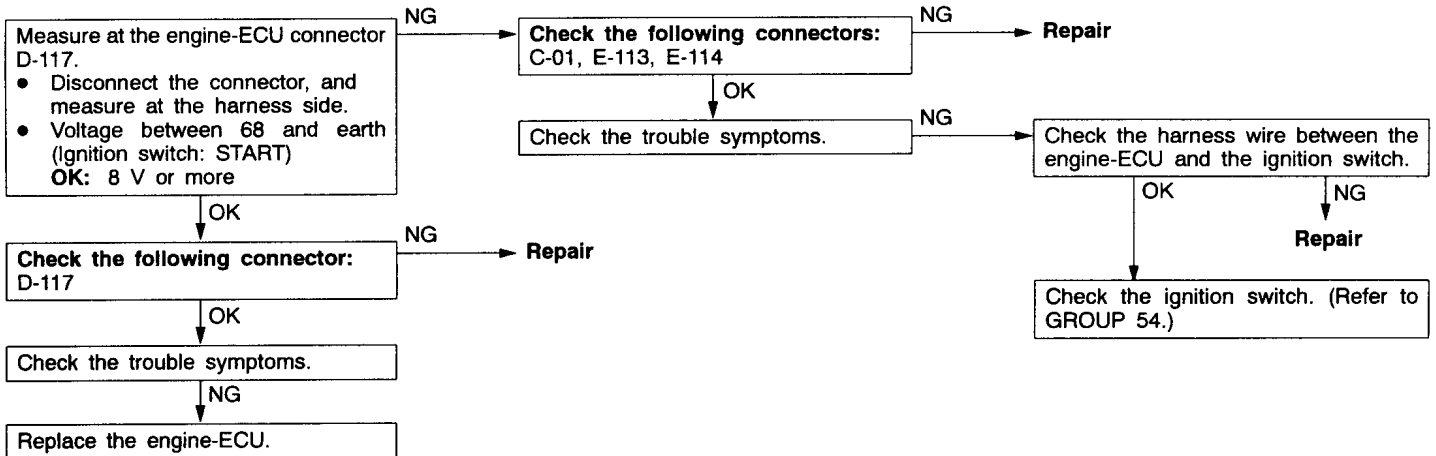 Measure at the engine-ECU connector
D-117.
● Disconnect the connector, and
measure at the harness side.
● Voltage between 68 and earth
(Ignition switch: START)
OK: 8 V or more
NG
Check the following connectors:
C-01, E-113, E-114
NG
Repair
OK
Check the trouble symptoms.
NG
Check the harness wire between the
engine-ECU and the ignition switch.
OK
NG
Repair
Check the ignition switch. (Refer to
GROUP 54.)
OK
Check the following connector:
D-117
NG
Repair
OK
Check the trouble symptoms.
NG
Replace the engine-ECU.